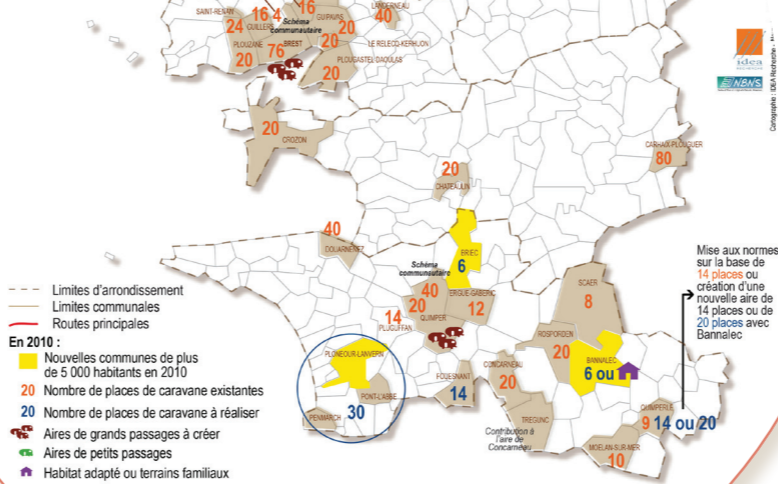 SAINT-RENAN
24
16
4
GUILERS
Schéma
communautaire
16
GUIPAVAS
20
20
LANDERNEAU
40
PLOUZANE
20
76
BREST
LE RELECQ-KERHUON
PLOUGASTEL DAOULAS
20
idea
RECHERCHE
NBNS
Cartographie : IDEA Recherche -
20
CROZON
CARHAIX-PLOUGUER
80
20
CHATEAULIN
40
DOUARNENEZ
BRIEC
6
Schéma
communautaire
40
20
QUIMPER
ERGUE-GABERIC
12
14
PLUGUFFAN
SCAER
8
Mise aux normes
sur la base de
14 places ou
création d'une
nouvelle aire de
14 places ou de
20 places avec
Bannalec
ROSPORDEN
20
BANNALEC
6 ou
PLONEOUR-LANVERN
PONT-L'ABBE
30
PENMARCH
FOUESNANT
14
CONCARNEAU
20
TREGUNC
Contribution à
l'aire de
Concarneau
QUIMPERLE
9 14 ou 20
MOELAN-SUR-MER
10
Limites d'arrondissement
Limites communales
Routes principales
En 2010 :
Nouvelles communes de plus
de 5 000 habitants en 2010
20 Nombre de places de caravane existantes
20 Nombre de places de caravane à réaliser
Aires de grands passages à créer
Aires de petits passages
Habitat adapté ou terrains familiaux